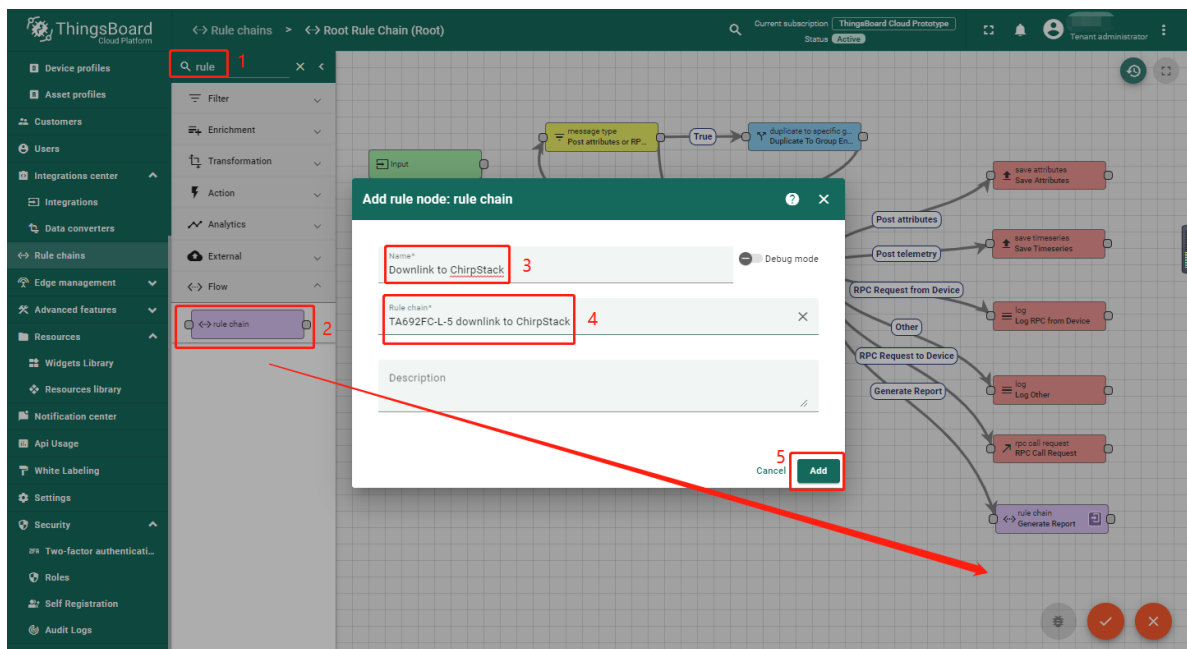 ThingsBoard
Cloud Platform
Rule chains > Root Rule Chain (Root)
Current subscription ThingsBoard Cloud Prototype
Status Active
Tenant administrator
Device profiles
Asset profiles
Customers
Users
Integrations center
Integrations
Data converters
Rule chains
Edge management
Advanced features
Resources
Widgets Library
Resources library
Notification center
Api Usage
White Labeling
Settings
Security
2FA Two-factor authenticati...
Roles
Self Registration
Audit Logs
rule 1
Filter
Enrichment
Transformation
Action
Analytics
External
Flow
rule chain 2
Input
message type
Post attributes or RP...
True
duplicate to specific g...
Duplicate To Group En...
Add rule node: rule chain
Name*
Downlink to ChirpStack 3
Debug mode
Rule chain*
TA692FC-L-5 downlink to ChirpStack 4
Description
5
Cancel Add
Post attributes
Post telemetry
RPC Request from Device
Other
RPC Request to Device
Generate Report
save attributes
Save Attributes
save timeseries
Save Timeseries
log
Log RPC from Device
log
Log Other
rpc call request
RPC Call Request
rule chain
Generate Report